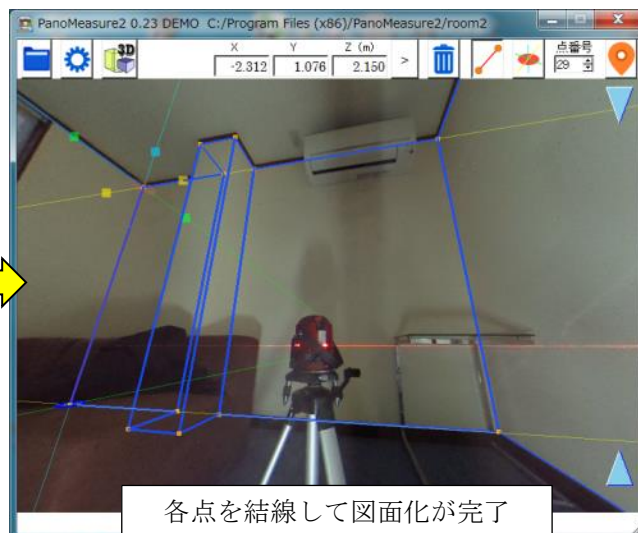 PanoMeasure2 0.23 DEMO C:/Program Files (x86)/PanoMeasure2/room2
3D
X Y Z (m)
-2.312 1.076 2.150 >
点番号
29
各点を結線して図面化が完了